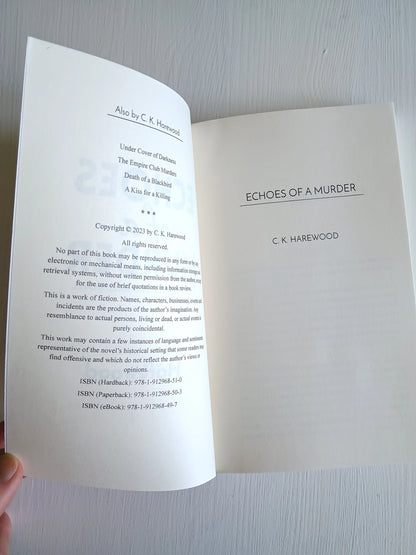 Also by C. K. Harewood
Under Cover of Darkness
The Empire Club Murders
Death of a Blackbird
A Kiss for a Killing
***
Copyright © 2023 by C. K. Harewood
All rights reserved.
No part of this book may be reproduced in any form or by any
electronic or mechanical means, including information storage and
retrieval systems, without written permission from the author, except
for the use of brief quotations in a book review.
This is a work of fiction. Names, characters, businesses, events and
incidents are the products of the author's imagination. Any
resemblance to actual persons, living or dead, or actual events is
purely coincidental.
This work may contain a few instances of language and sentiment
representative of the novel's historical setting that some readers may
find offensive and which do not reflect the author's views or
opinions.
ISBN (Hardback): 978-1-912968-51-0
ISBN (Paperback): 978-1-912968-50-3
ISBN (eBook): 978-1-912968-49-7
ECHOES OF A MURDER
C. K. HAREWOOD